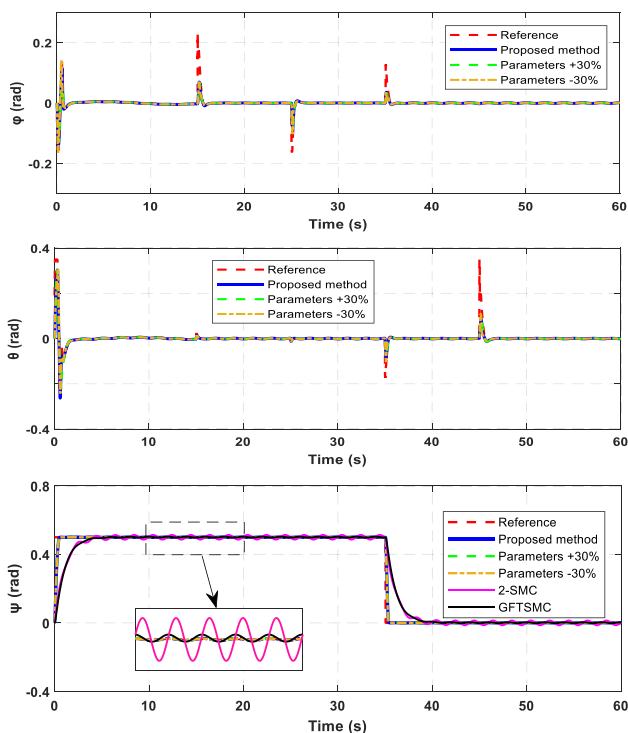 0.2
0
-0.2
φ (rad)
Reference
Proposed method
Parameters +30%
Parameters -30%
0 10 20 30 40 50 60
Time (s)
0.4
0
-0.4
θ (rad)
Reference
Proposed method
Parameters +30%
Parameters -30%
0 10 20 30 40 50 60
Time (s)
0.8
0.4
0
-0.4
ψ (rad)
Reference
Proposed method
Parameters +30%
Parameters -30%
2-SMC
GFTSMC
0 10 20 30 40 50 60
Time (s)